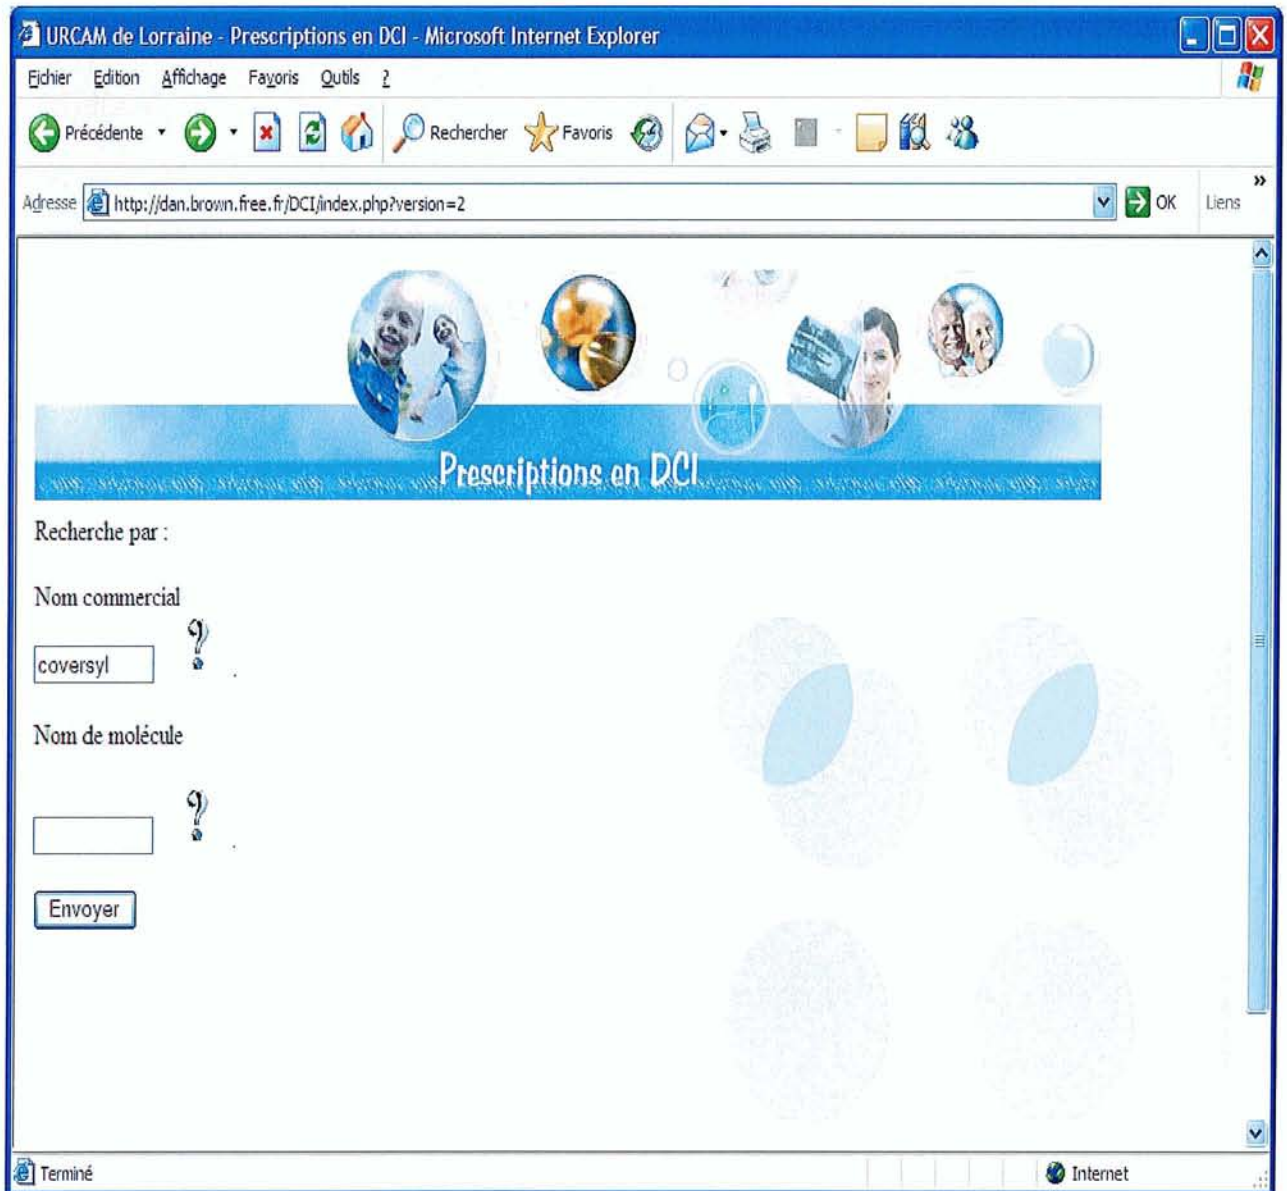 URCAM de Lorraine - Prescriptions en DCI - Microsoft Internet Explorer
Fichier Edition Affichage Favoris Outils ?
Précédente Rechercher Favoris
Adresse http://dan.brown.free.fr/DCI/index.php?version=2 OK Liens »
Prescriptions en DCI
Recherche par :
Nom commercial
coversyl ? .
Nom de molécule
? .
Envoyer
Terminé Internet